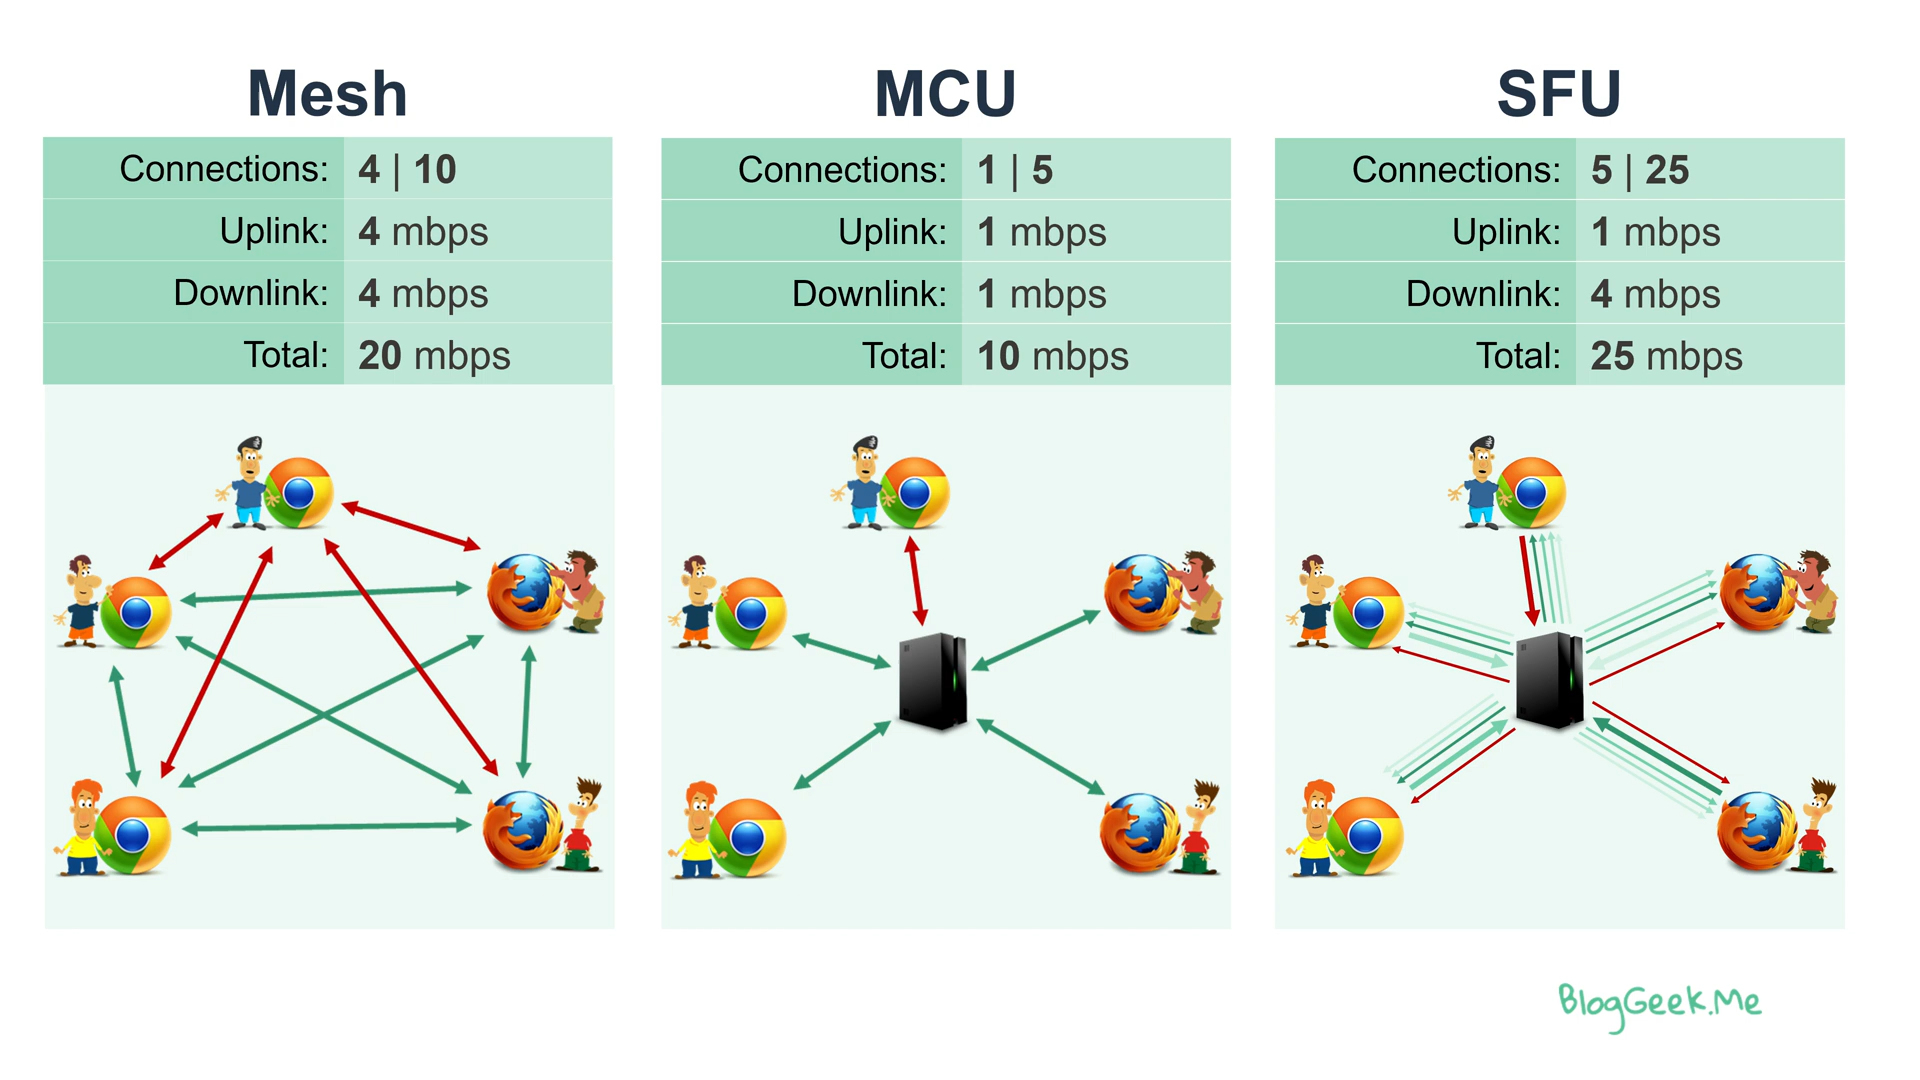 Mesh
Connections: 4 | 10
Uplink: 4 mbps
Downlink: 4 mbps
Total: 20 mbps
MCU
Connections: 1 | 5
Uplink: 1 mbps
Downlink: 1 mbps
Total: 10 mbps
SFU
Connections: 5 | 25
Uplink: 1 mbps
Downlink: 4 mbps
Total: 25 mbps
BlogGeek.Me